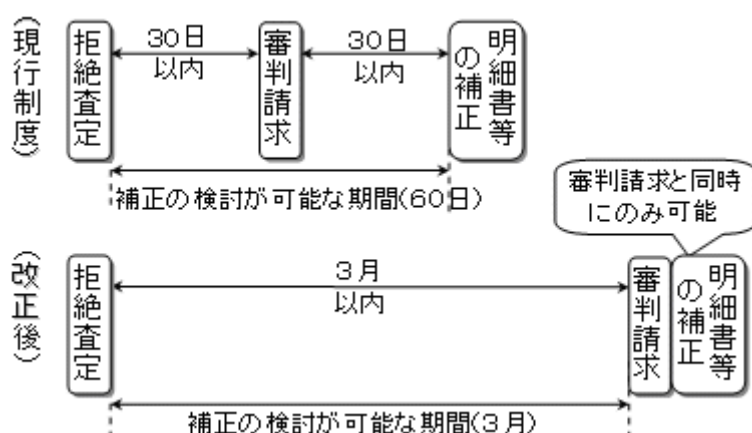 (現行制度)
拒絶査定
30日
以内
審判請求
30日
以内
明細書等
の補正
補正の検討が可能な期間(60日)
審判請求と同時
にのみ可能
(改正後)
拒絶査定
3月
以内
審判請求
明細書等
の補正
補正の検討が可能な期間(3月)